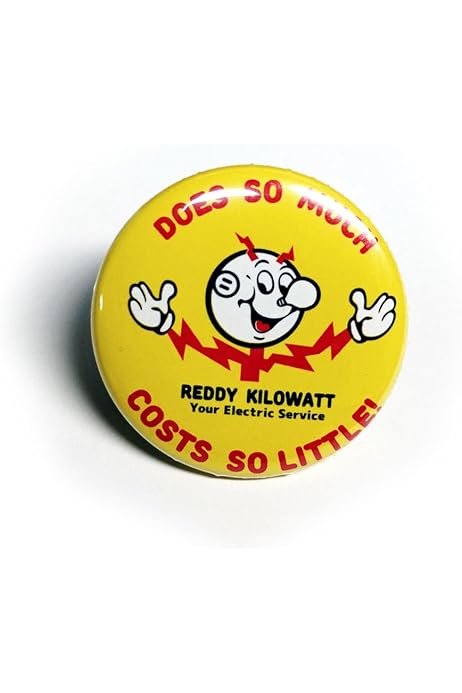 DOES SO MUCH
REDDY KILOWATT
Your Electric Service
COSTS SO LITTLE!